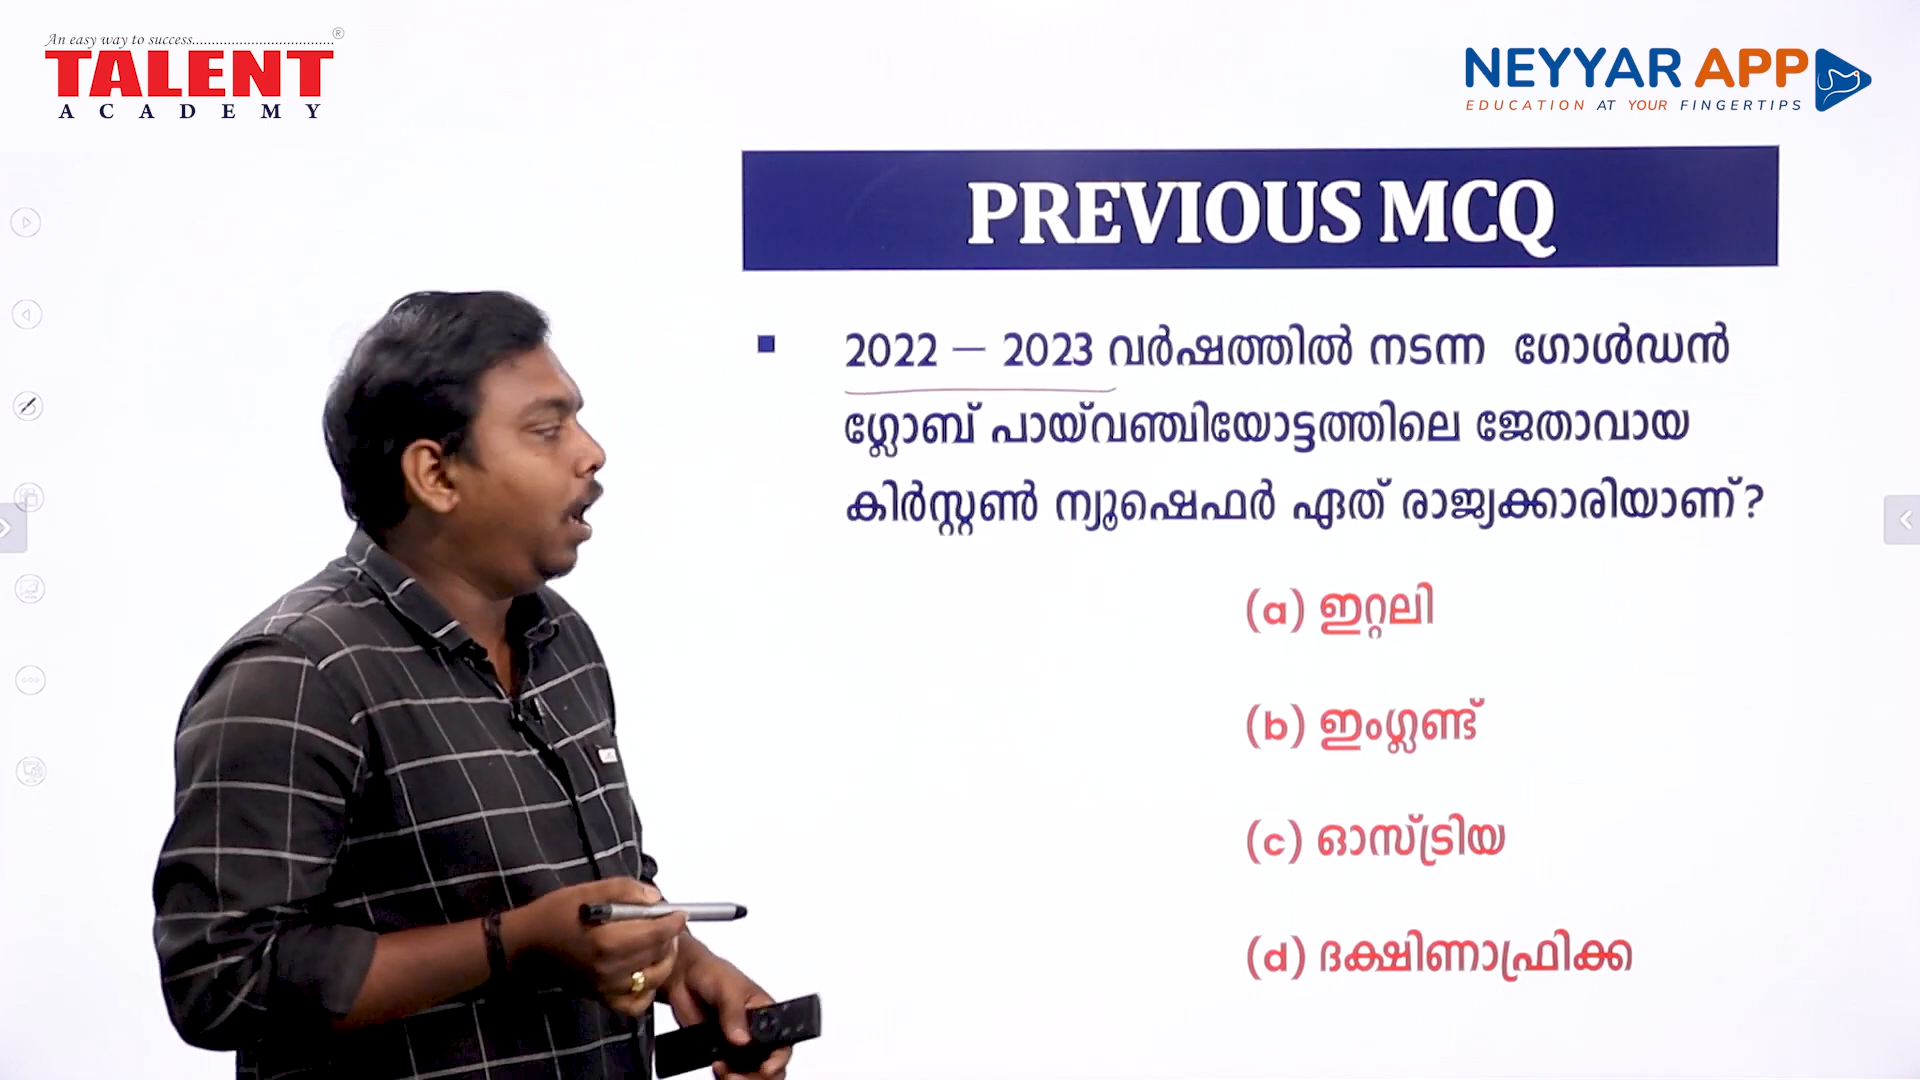 An easy way to success....................................®
TALENT
ACADEMY
NEYYAR APP
EDUCATION AT YOUR FINGERTIPS
PREVIOUS MCQ
2022 – 2023 വർഷത്തിൽ നടന്ന ഗോൾഡൻ
ഗ്ലോബ് പായ്‌വഞ്ചിയോട്ടത്തിലെ ജേതാവായ
കിർസ്റ്റൺ ന്യൂഷെഫർ ഏത് രാജ്യക്കാരിയാണ്?
(a) ഇറ്റലി
(b) ഇംഗ്ലണ്ട്
(c) ഓസ്ട്രിയ
(d) ദക്ഷിണാഫ്രിക്ക